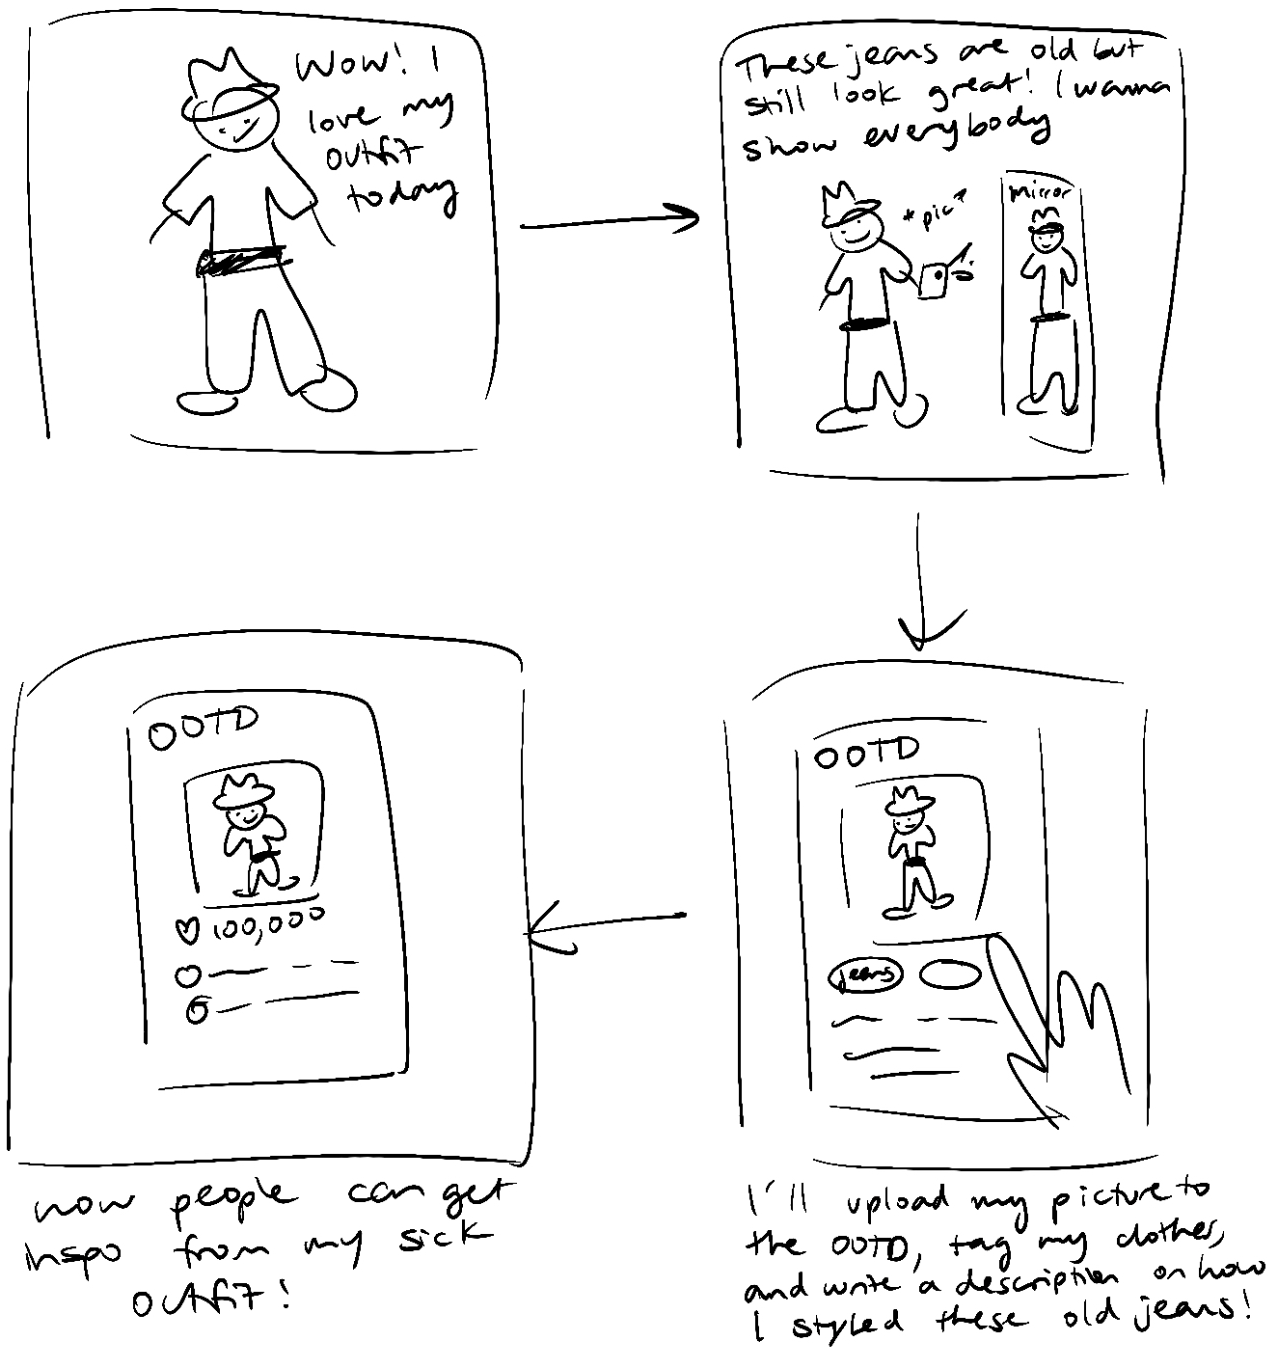 Wow! I
love my
outfit
today
These jeans are old but
still look great! I wanna
show everybody
*pic*
mirror
OOTD
jeans
I'll upload my picture to
the OOTD, tag my clothes,
and write a description on how
I styled these old jeans!
OOTD
100,000
now people can get
inspo from my sick
outfit!